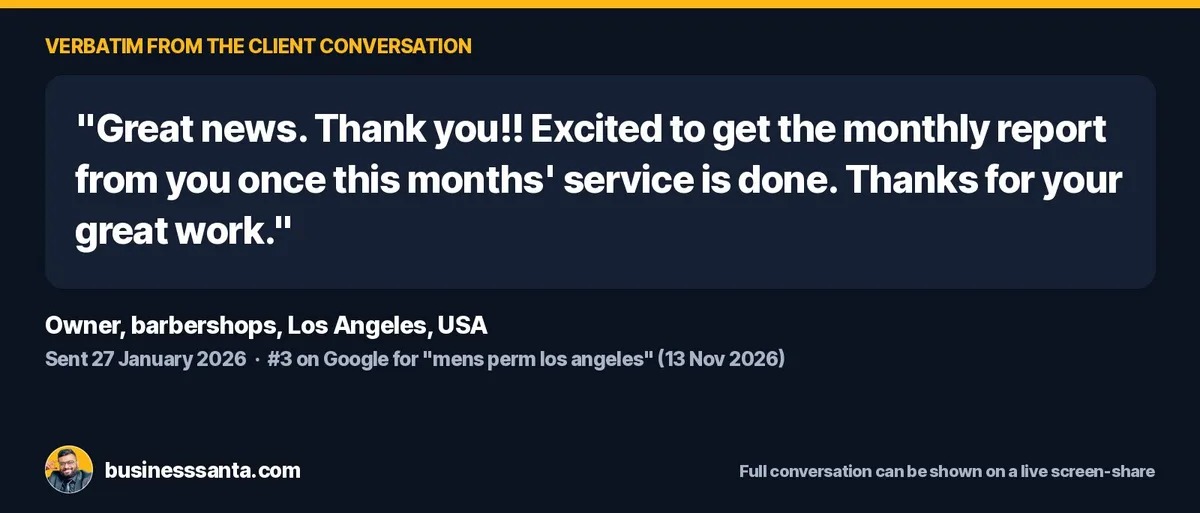 VERBATIM FROM THE CLIENT CONVERSATION
"Great news. Thank you!! Excited to get the monthly report
from you once this months' service is done. Thanks for your
great work."
Owner, barbershops, Los Angeles, USA
Sent 27 January 2026 · #3 on Google for "mens perm los angeles" (13 Nov 2026)
businesssanta.com
Full conversation can be shown on a live screen-share